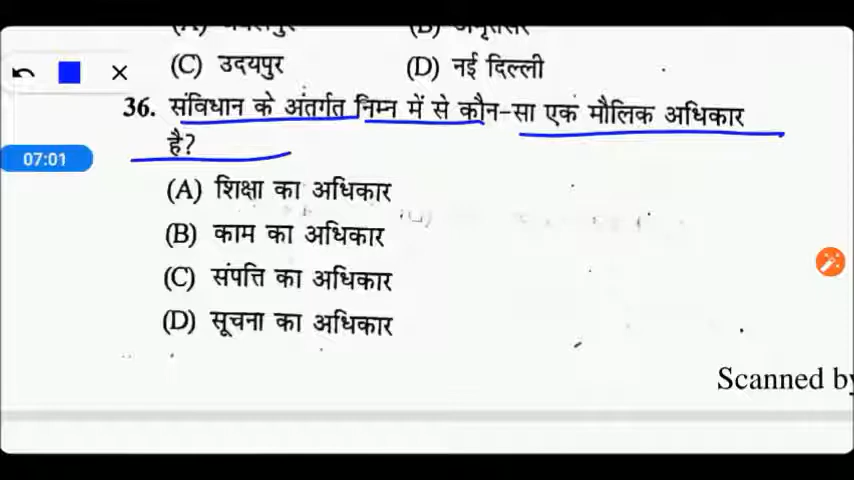 (C) उदयपुर (D) नई दिल्ली
36. संविधान के अंतर्गत निम्न में से कौन-सा एक मौलिक अधिकार
है?
07:01
(A) शिक्षा का अधिकार
(B) काम का अधिकार
(C) संपत्ति का अधिकार
(D) सूचना का अधिकार
Scanned by